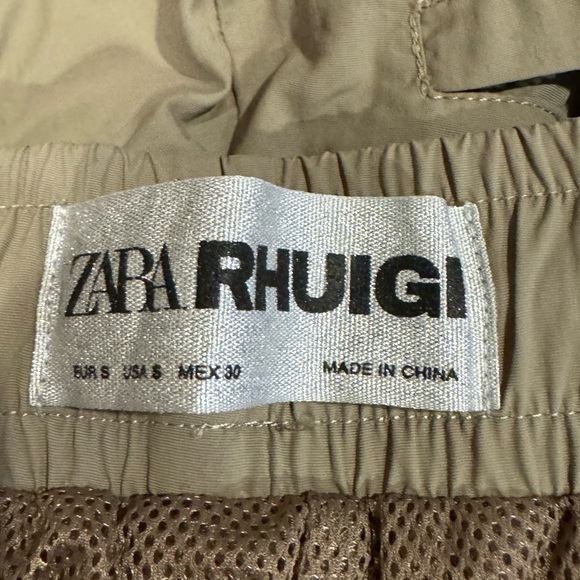 ZARA RHUIGI
EUR S USA S MEX 30 MADE IN CHINA